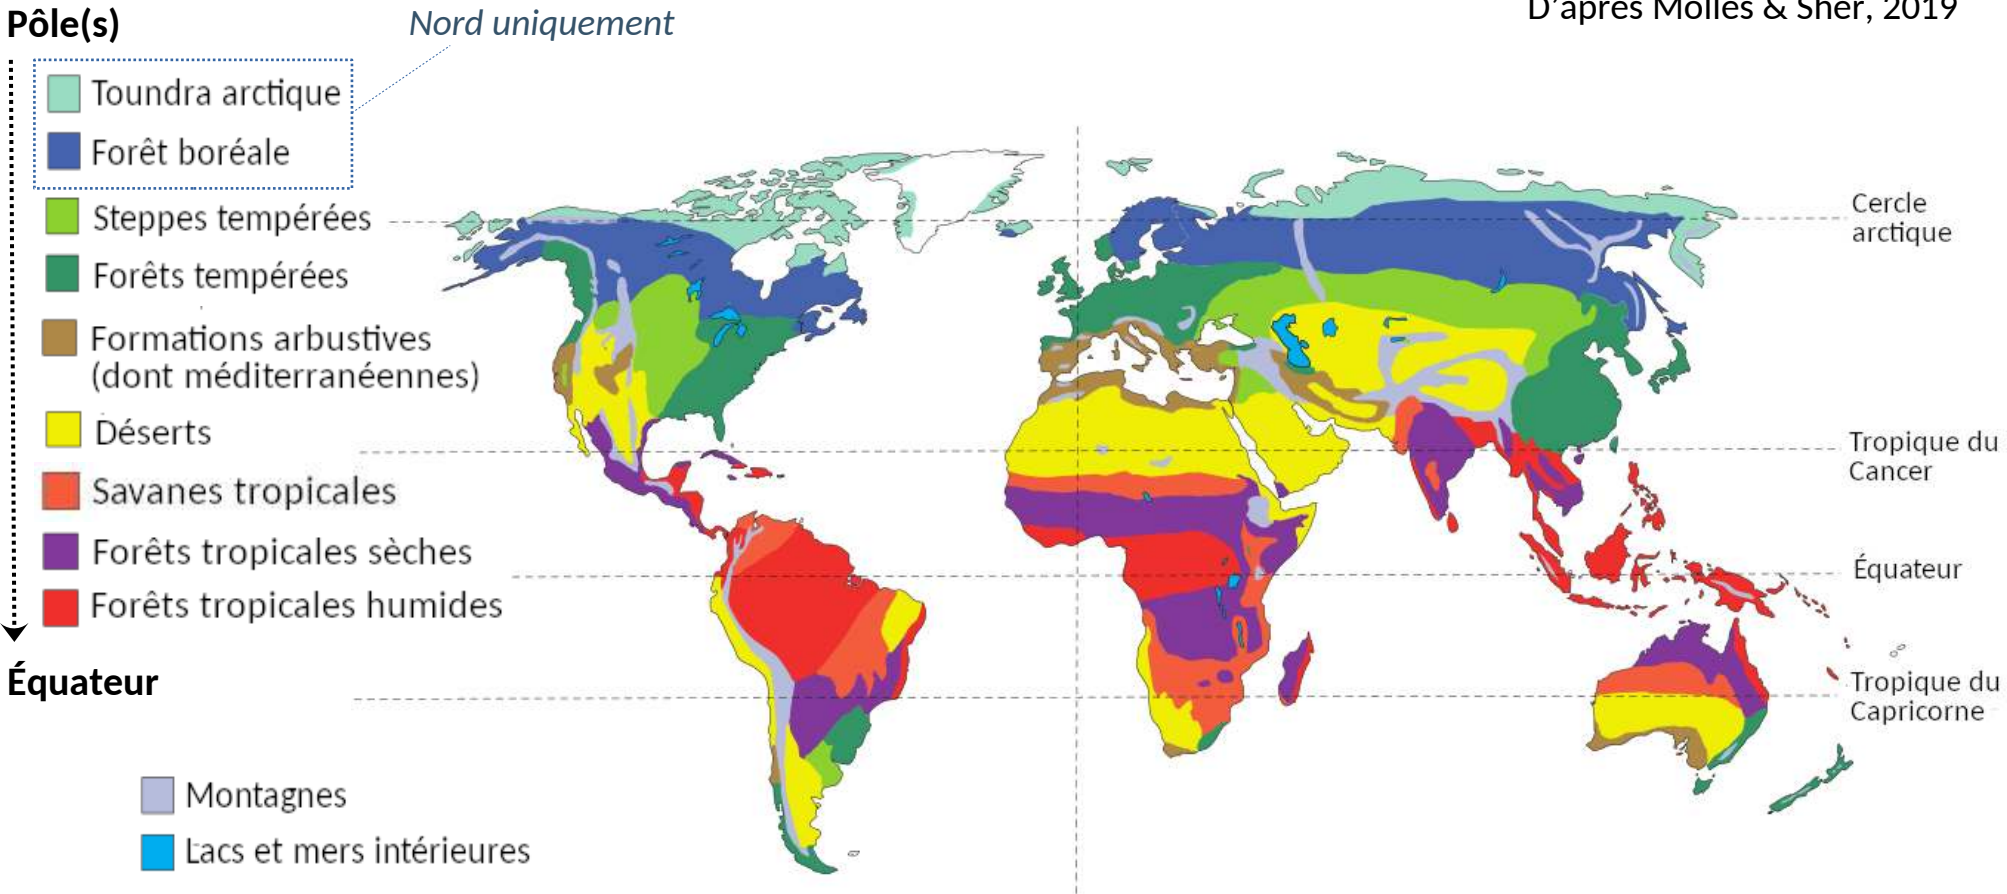 Pôle(s)
Nord uniquement
D'après Molles & Sher, 2019
Toundra arctique
Forêt boréale
Steppes tempérées
Forêts tempérées
Formations arbustives
(dont méditerranéennes)
Déserts
Savanes tropicales
Forêts tropicales sèches
Forêts tropicales humides
Équateur
Montagnes
Lacs et mers intérieures
Cercle
arctique
Tropique du
Cancer
Équateur
Tropique du
Capricorne